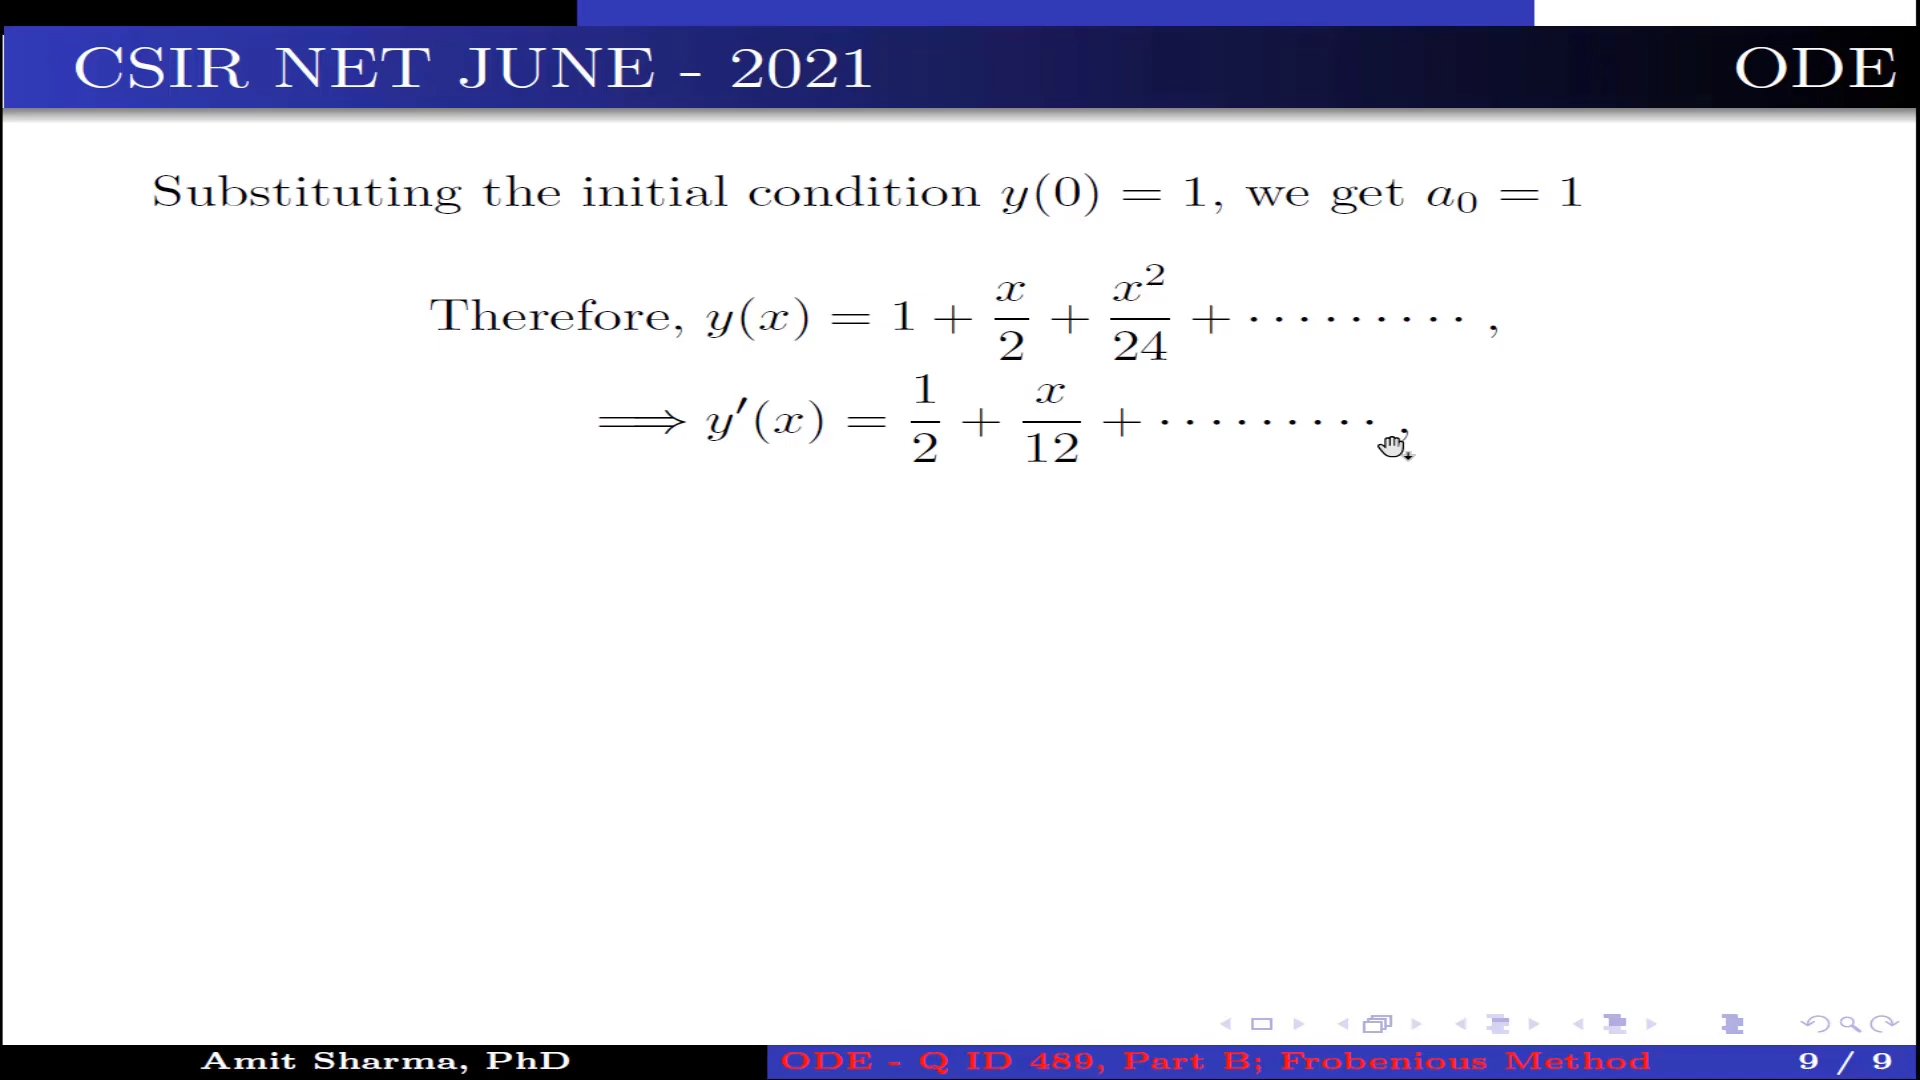 CSIR NET JUNE - 2021 ODE
Substituting the initial condition y(0) = 1, we get a₀ = 1
Therefore, y(x) = 1 + x/2 + x²/24 + ········· ,
⟹ y′(x) = 1/2 + x/12 + ········· ,
Amit Sharma, PhD ODE - Q ID 489, Part B; Frobenious Method 9 / 9